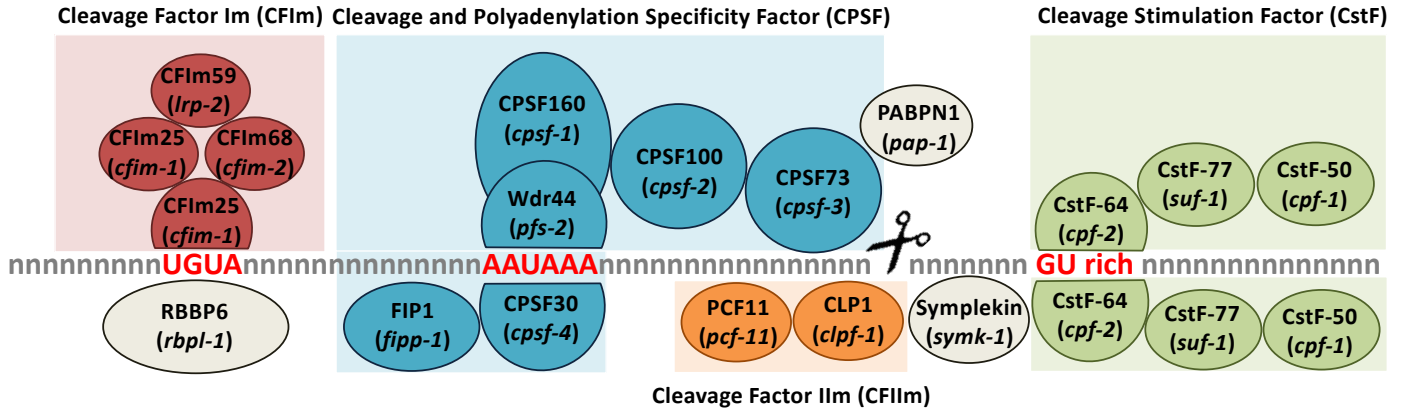 Cleavage Factor Im (CFIm)
Cleavage and Polyadenylation Specificity Factor (CPSF)
Cleavage Stimulation Factor (CstF)
CFIm59
(lrp-2)
CFIm25
(cfim-1)
CFIm68
(cfim-2)
CFIm25
(cfim-1)
CPSF160
(cpsf-1)
Wdr44
(pfs-2)
CPSF100
(cpsf-2)
CPSF73
(cpsf-3)
PABPN1
(pap-1)
CstF-64
(cpf-2)
CstF-77
(suf-1)
CstF-50
(cpf-1)
nnnnnnnnnUGUAnnnnnnnnnnnnnAAUAAAnnnnnnnnnnnnnnn nnnnnnn GU rich nnnnnnnnnnnnn
RBBP6
(rbpl-1)
FIP1
(fipp-1)
CPSF30
(cpsf-4)
PCF11
(pcf-11)
CLP1
(clpf-1)
Symplekin
(symk-1)
CstF-64
(cpf-2)
CstF-77
(suf-1)
CstF-50
(cpf-1)
Cleavage Factor IIm (CFIIm)